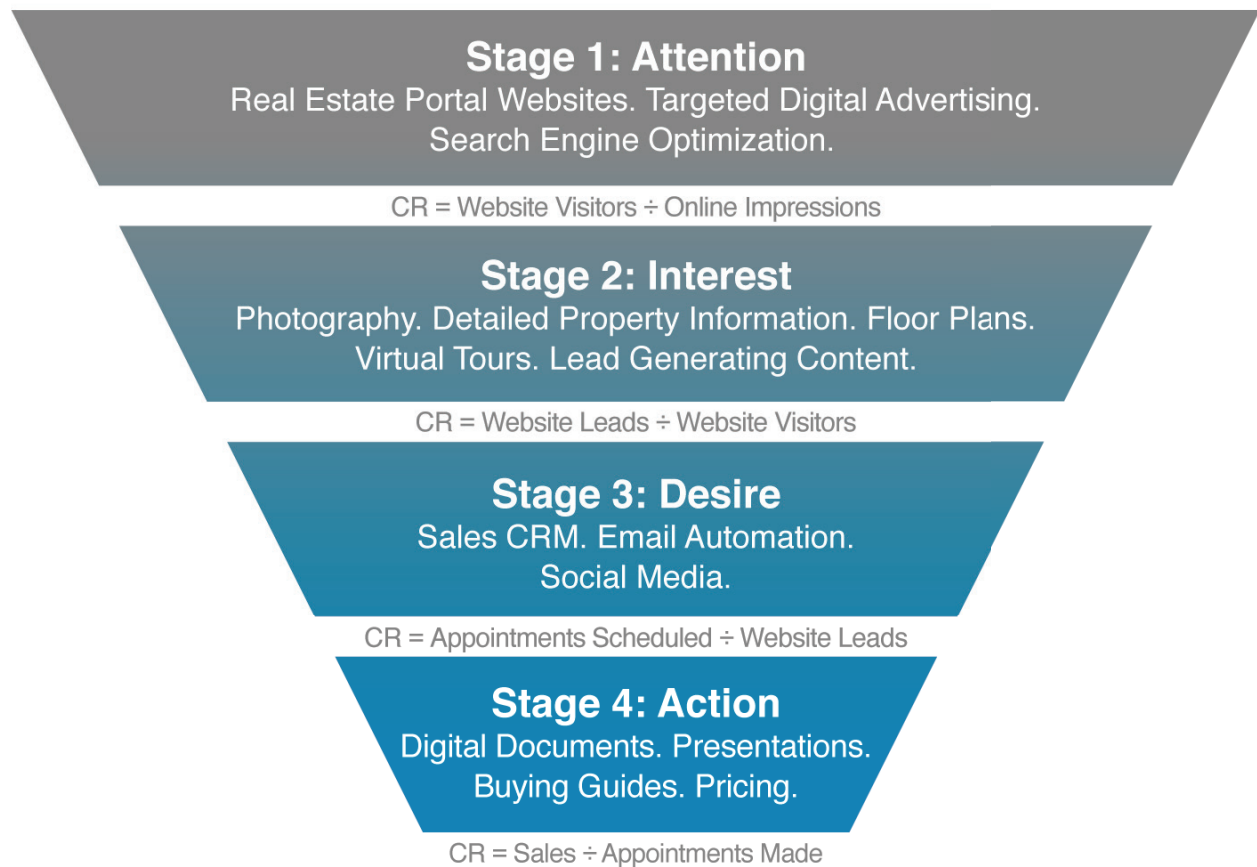 Stage 1: Attention
Real Estate Portal Websites. Targeted Digital Advertising.
Search Engine Optimization.
CR = Website Visitors ÷ Online Impressions
Stage 2: Interest
Photography. Detailed Property Information. Floor Plans.
Virtual Tours. Lead Generating Content.
CR = Website Leads ÷ Website Visitors
Stage 3: Desire
Sales CRM. Email Automation.
Social Media.
CR = Appointments Scheduled ÷ Website Leads
Stage 4: Action
Digital Documents. Presentations.
Buying Guides. Pricing.
CR = Sales ÷ Appointments Made